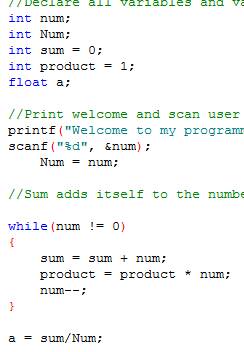 //Declare all variables and
int num;
int Num;
int sum = 0;
int product = 1;
float a;
//Print welcome and scan user
printf("Welcome to my programm
scanf("%d", &num);
Num = num;
//Sum adds itself to the numbe
while(num != 0)
{
sum = sum + num;
product = product * num;
num--;
}
a = sum/Num;